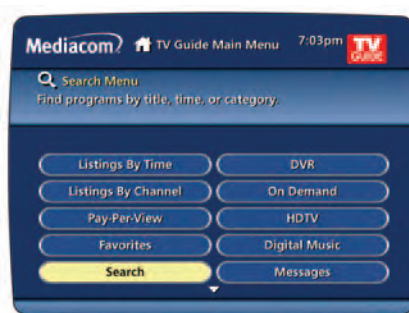 Mediacom TV Guide Main Menu 7:03pm TV GUIDE
Search Menu
Find programs by title, time, or category.
Listings By Time DVR
Listings By Channel On Demand
Pay-Per-View HDTV
Favorites Digital Music
Search Messages